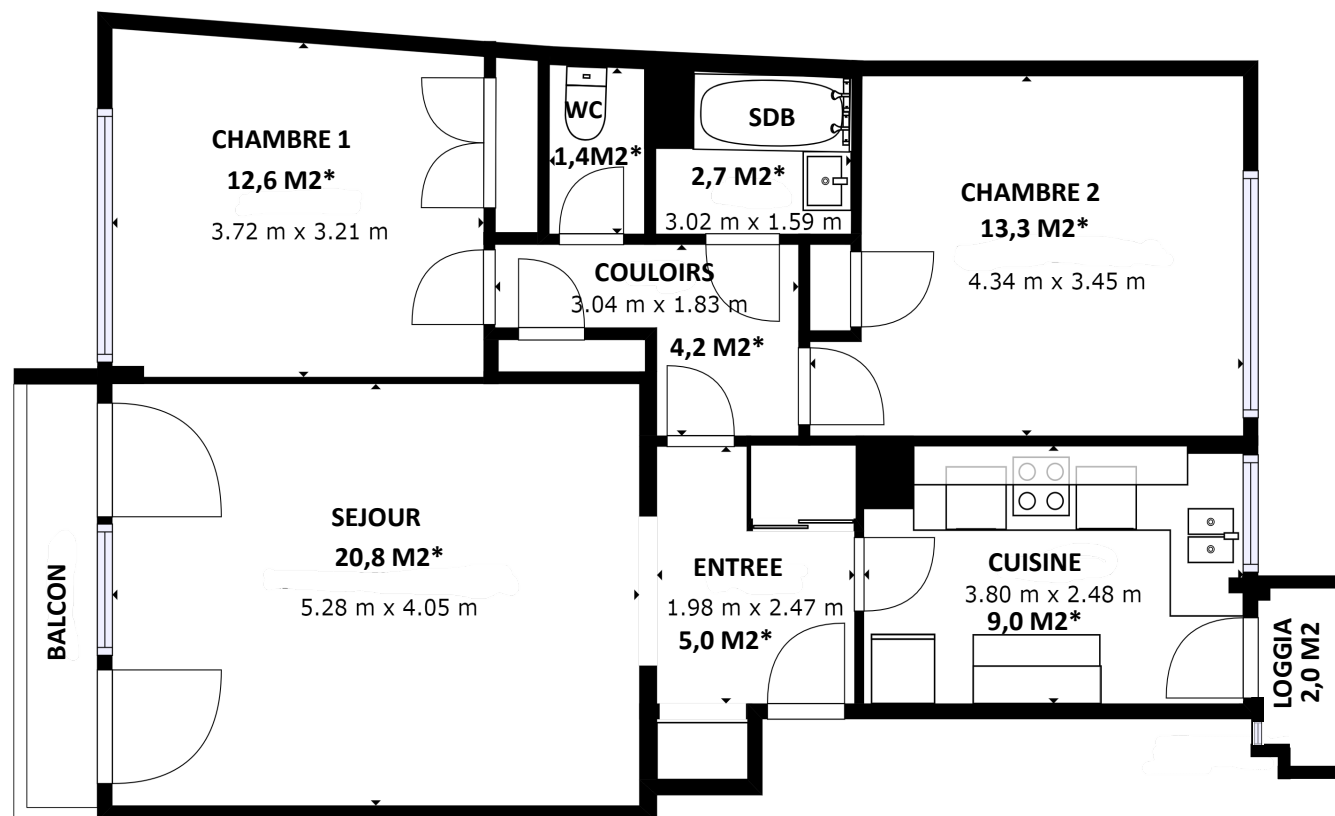 CHAMBRE 1
12,6 M2*
3.72 m x 3.21 m
WC
1,4M2*
SDB
2,7 M2*
3.02 m x 1.59 m
CHAMBRE 2
13,3 M2*
4.34 m x 3.45 m
COULOIRS
3.04 m x 1.83 m
4,2 M2*
SEJOUR
20,8 M2*
5.28 m x 4.05 m
BALCON
ENTREE
1.98 m x 2.47 m
5,0 M2*
CUISINE
3.80 m x 2.48 m
9,0 M2*
LOGGIA
2,0 M2